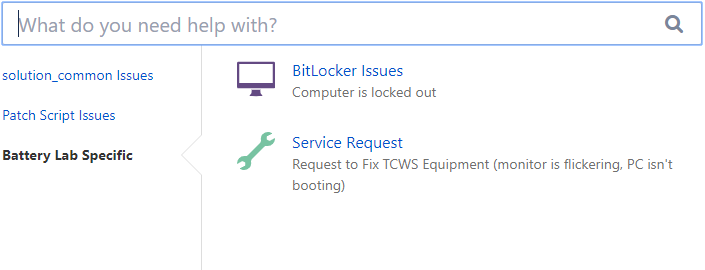 What do you need help with?
solution_common Issues
Patch Script Issues
Battery Lab Specific
BitLocker Issues
Computer is locked out
Service Request
Request to Fix TCWS Equipment (monitor is flickering, PC isn't
booting)